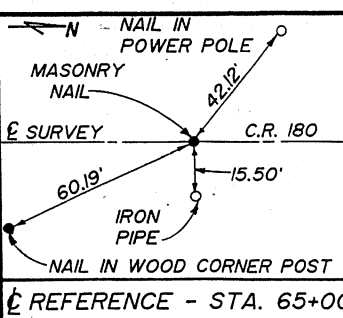 N
NAIL IN
POWER POLE
MASONRY
NAIL
42.12'
℄ SURVEY
C.R. 180
60.19'
15.50'
IRON
PIPE
NAIL IN WOOD CORNER POST
℄ REFERENCE - STA. 65+00